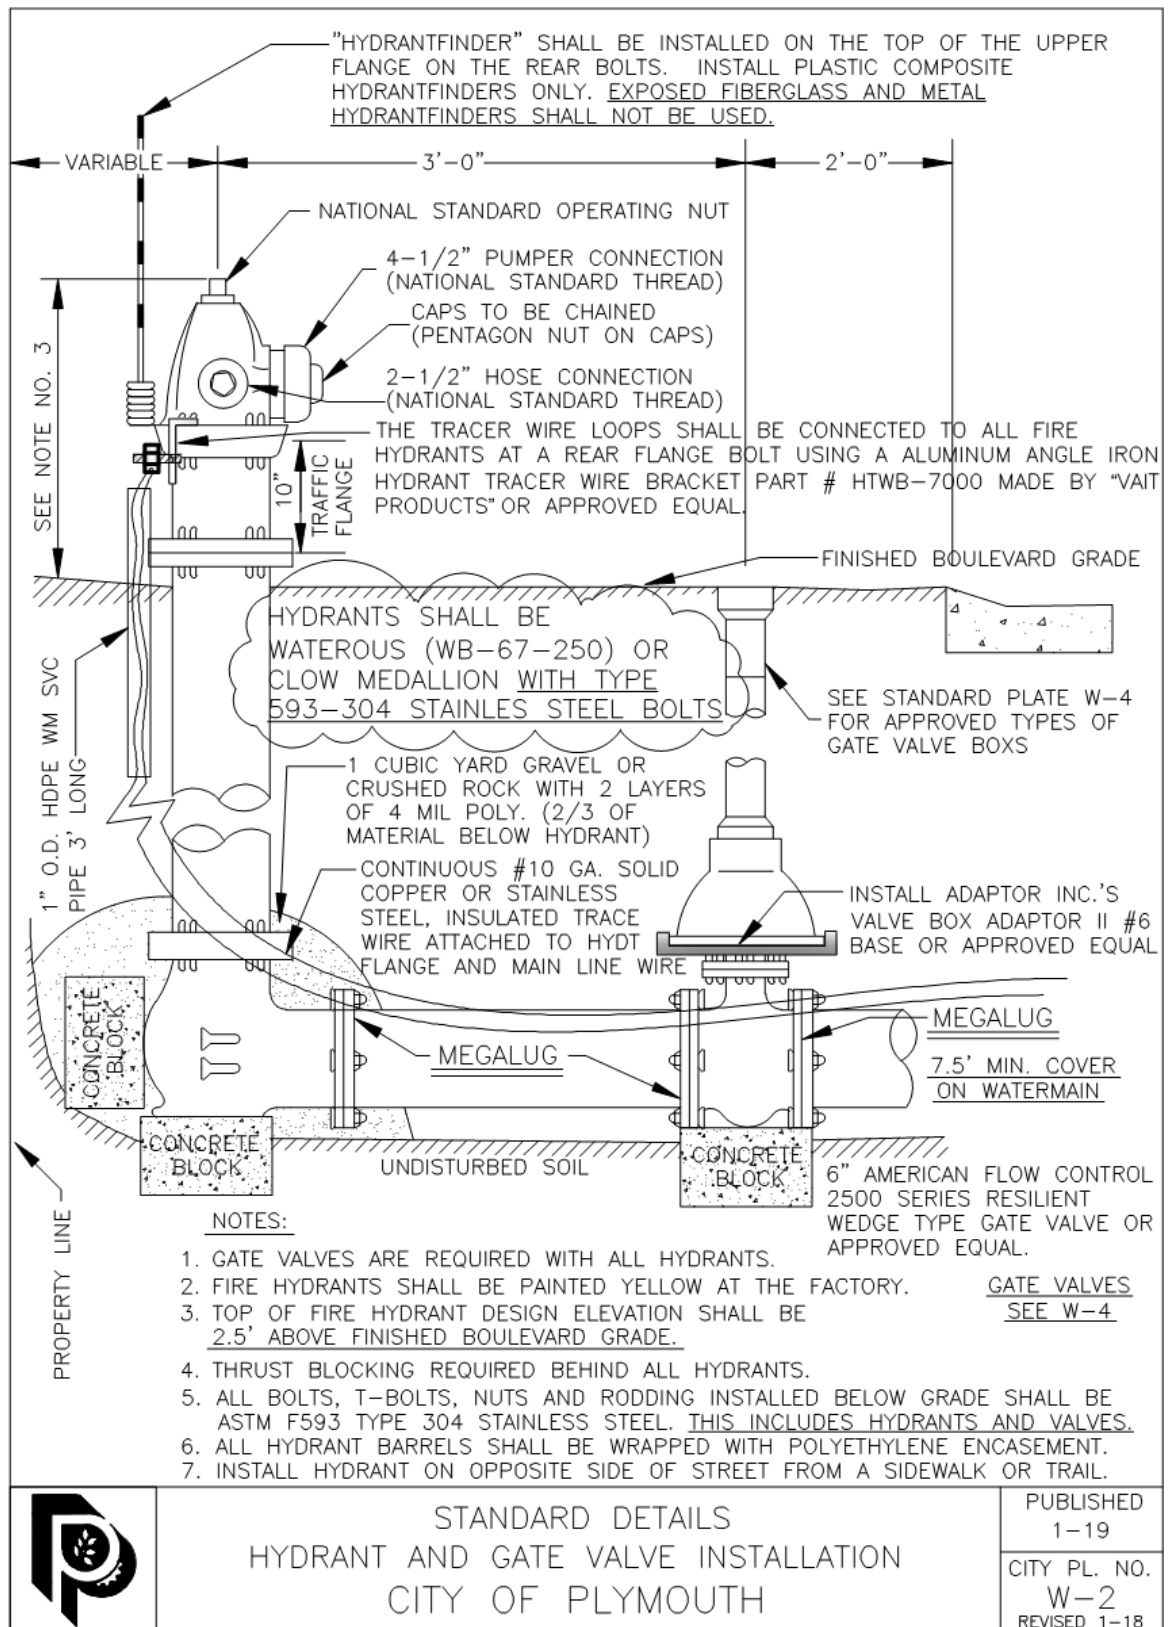 "HYDRANTFINDER" SHALL BE INSTALLED ON THE TOP OF THE UPPER
FLANGE ON THE REAR BOLTS. INSTALL PLASTIC COMPOSITE
HYDRANTFINDERS ONLY. EXPOSED FIBERGLASS AND METAL
HYDRANTFINDERS SHALL NOT BE USED.
VARIABLE
3'-0"
2'-0"
NATIONAL STANDARD OPERATING NUT
4-1/2" PUMPER CONNECTION
(NATIONAL STANDARD THREAD)
CAPS TO BE CHAINED
(PENTAGON NUT ON CAPS)
2-1/2" HOSE CONNECTION
(NATIONAL STANDARD THREAD)
SEE NOTE NO. 3
THE TRACER WIRE LOOPS SHALL BE CONNECTED TO ALL FIRE
HYDRANTS AT A REAR FLANGE BOLT USING A ALUMINUM ANGLE IRON
HYDRANT TRACER WIRE BRACKET PART # HTWB-7000 MADE BY "VAIT
PRODUCTS" OR APPROVED EQUAL.
10"
TRAFFIC
FLANGE
FINISHED BOULEVARD GRADE
HYDRANTS SHALL BE
WATEROUS (WB-67-250) OR
CLOW MEDALLION WITH TYPE
593-304 STAINLES STEEL BOLTS
SEE STANDARD PLATE W-4
FOR APPROVED TYPES OF
GATE VALVE BOXS
1" O.D. HDPE WM SVC
PIPE 3' LONG
1 CUBIC YARD GRAVEL OR
CRUSHED ROCK WITH 2 LAYERS
OF 4 MIL POLY. (2/3 OF
MATERIAL BELOW HYDRANT)
CONTINUOUS #10 GA. SOLID
COPPER OR STAINLESS
STEEL, INSULATED TRACE
WIRE ATTACHED TO HYDT
FLANGE AND MAIN LINE WIRE
INSTALL ADAPTOR INC.'S
VALVE BOX ADAPTOR II #6
BASE OR APPROVED EQUAL
CONCRETE
BLOCK
MEGALUG
MEGALUG
7.5' MIN. COVER
ON WATERMAIN
CONCRETE
BLOCK
UNDISTURBED SOIL
CONCRETE
BLOCK
6" AMERICAN FLOW CONTROL
2500 SERIES RESILIENT
WEDGE TYPE GATE VALVE OR
APPROVED EQUAL.
PROPERTY LINE
NOTES:
1. GATE VALVES ARE REQUIRED WITH ALL HYDRANTS.
2. FIRE HYDRANTS SHALL BE PAINTED YELLOW AT THE FACTORY.
3. TOP OF FIRE HYDRANT DESIGN ELEVATION SHALL BE
2.5' ABOVE FINISHED BOULEVARD GRADE.
GATE VALVES
SEE W-4
4. THRUST BLOCKING REQUIRED BEHIND ALL HYDRANTS.
5. ALL BOLTS, T-BOLTS, NUTS AND RODDING INSTALLED BELOW GRADE SHALL BE
ASTM F593 TYPE 304 STAINLESS STEEL. THIS INCLUDES HYDRANTS AND VALVES.
6. ALL HYDRANT BARRELS SHALL BE WRAPPED WITH POLYETHYLENE ENCASEMENT.
7. INSTALL HYDRANT ON OPPOSITE SIDE OF STREET FROM A SIDEWALK OR TRAIL.
STANDARD DETAILS
HYDRANT AND GATE VALVE INSTALLATION
CITY OF PLYMOUTH
PUBLISHED
1-19
CITY PL. NO.
W-2
REVISED 1-18